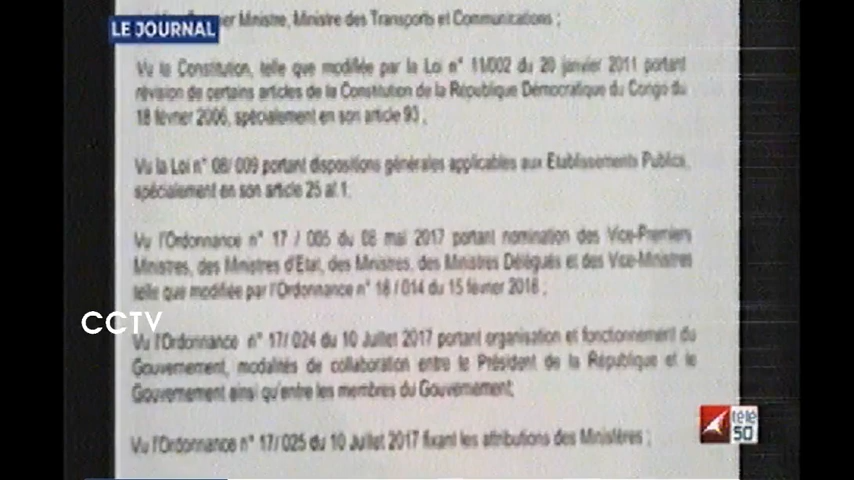 LE JOURNAL
Ministre, Ministre des Transports et Communications ;
Vu la Constitution, telle que modifiée par la Loi n° 11/002 du 20 janvier 2011 portant
révision de certains articles de la Constitution de la République Démocratique du Congo du
18 février 2006, spécialement en son article 93 ;
Vu la Loi n° 08/009 portant dispositions générales applicables aux Etablissements Publics,
spécialement en son article 25 al 1;
Vu l'Ordonnance n° 17 / 005 du 08 mai 2017 portant nomination des Vice-Premiers
Ministres, des Ministres d'Etat, des Ministres, des Ministres Délégués et des Vice-Ministres
telle que modifiée par l'Ordonnance n° 18 / 014 du 15 février 2018 ;
CCTV
Vu l'Ordonnance n° 17/ 024 du 10 Juillet 2017 portant organisation et fonctionnement du
Gouvernement, modalités de collaboration entre le Président de la République et le
Gouvernement ainsi qu'entre les membres du Gouvernement;
télé
50
Vu l'Ordonnance n° 17/ 025 du 10 Juillet 2017 fixant les attributions des Ministères ;